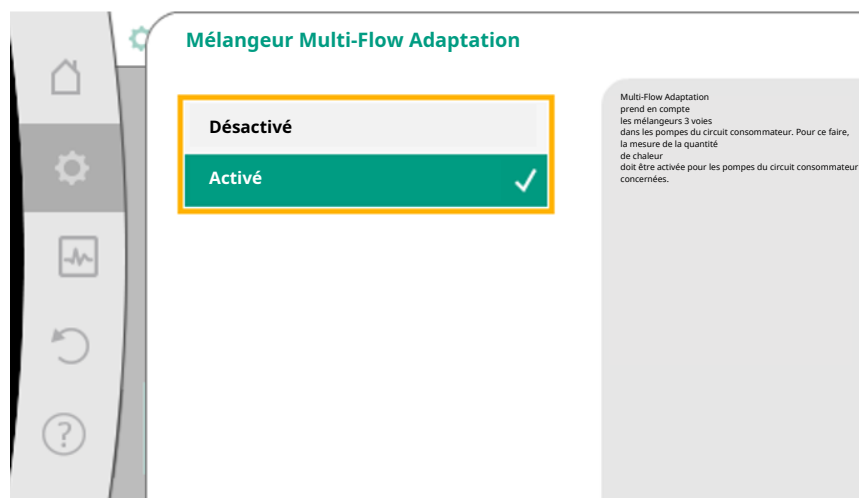 Mélangeur Multi-Flow Adaptation
Désactivé
Activé
Multi-Flow Adaptation
prend en compte
les mélangeurs 3 voies
dans les pompes du circuit consommateur. Pour ce faire,
la mesure de la quantité
de chaleur
doit être activée pour les pompes du circuit consommateur
concernées.
?